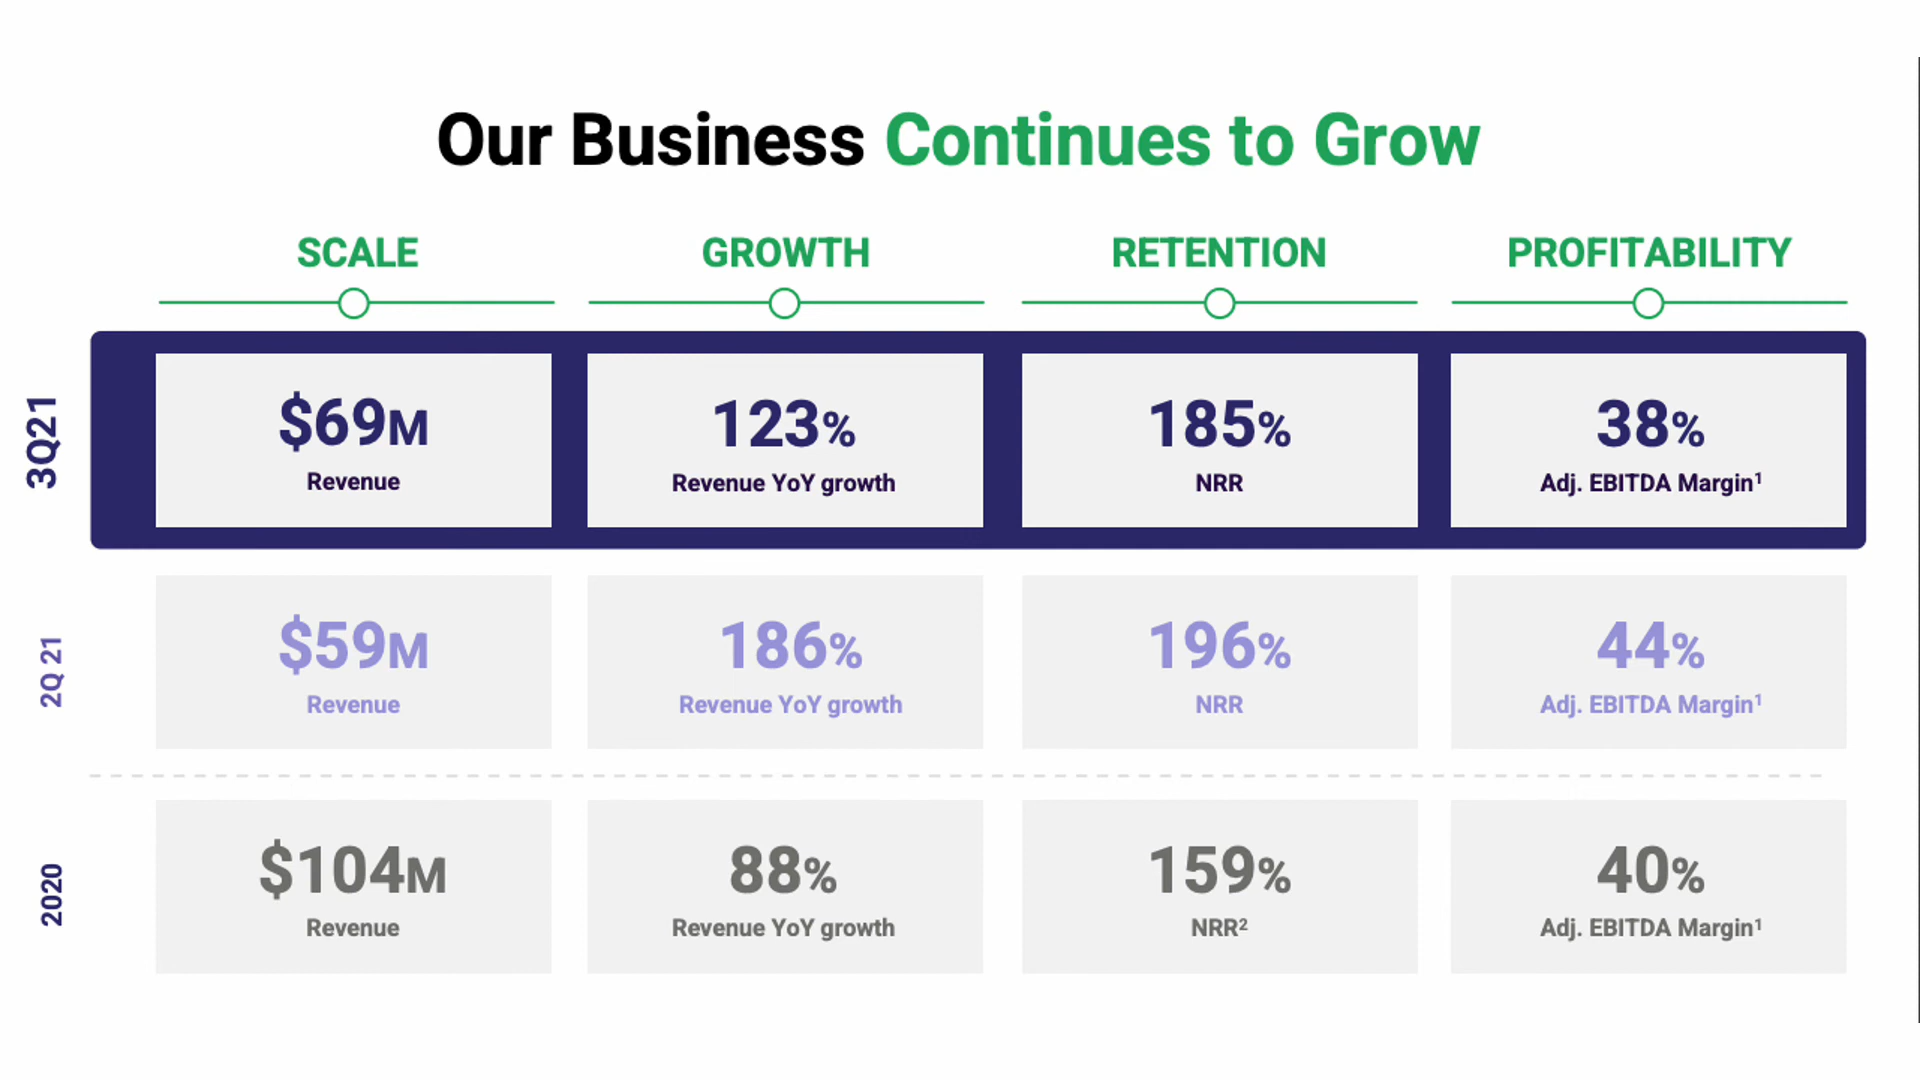 Our Business Continues to Grow
SCALE
GROWTH
RETENTION
PROFITABILITY
3Q21
$69M
Revenue
123%
Revenue YoY growth
185%
NRR
38%
Adj. EBITDA Margin¹
2Q 21
$59M
Revenue
186%
Revenue YoY growth
196%
NRR
44%
Adj. EBITDA Margin¹
2020
$104M
Revenue
88%
Revenue YoY growth
159%
NRR²
40%
Adj. EBITDA Margin¹